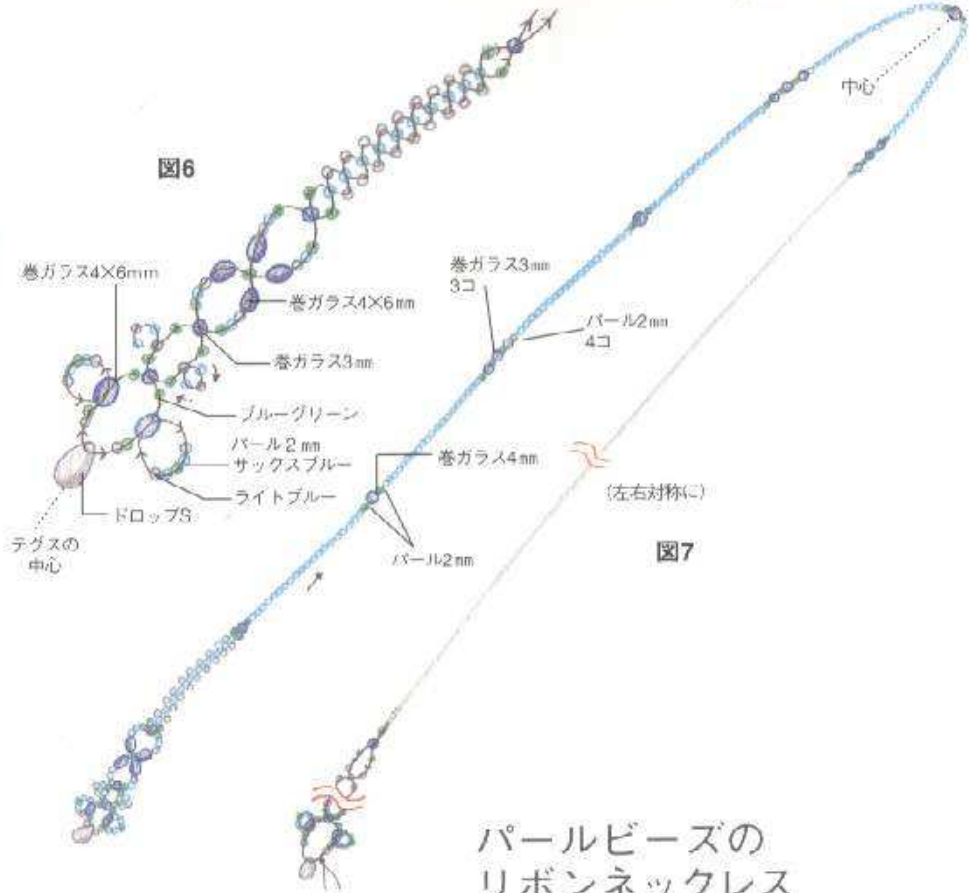 図6
巻ガラス4×6mm
巻ガラス4×6mm
巻ガラス3mm
ブルーグリーン
パール2mm
サックスブルー
ライトブルー
ドロップS
テグスの
中心
中心
巻ガラス3mm
3コ
パール2mm
4コ
巻ガラス4mm
パール2mm
(左右対称に)
図7
パールビーズの
リボンネックレス